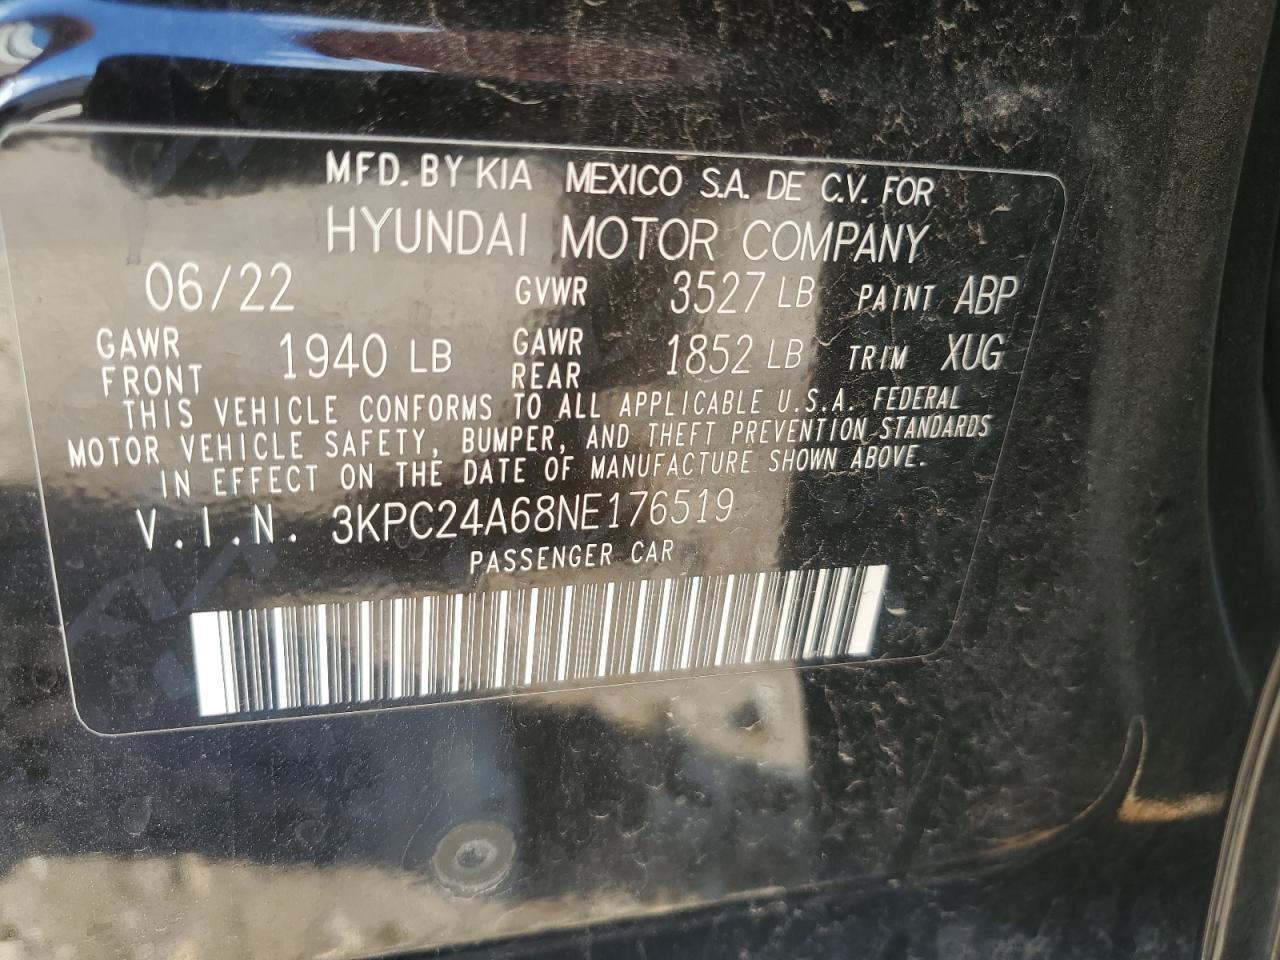 MFD. BY KIA MEXICO S.A. DE C.V. FOR
HYUNDAI MOTOR COMPANY
06/22 GVWR 3527 LB PAINT ABP
GAWR FRONT 1940 LB GAWR REAR 1852 LB TRIM XUG
THIS VEHICLE CONFORMS TO ALL APPLICABLE U.S.A. FEDERAL
MOTOR VEHICLE SAFETY, BUMPER, AND THEFT PREVENTION STANDARDS
IN EFFECT ON THE DATE OF MANUFACTURE SHOWN ABOVE.
V.I.N. 3KPC24A68NE176519
PASSENGER CAR